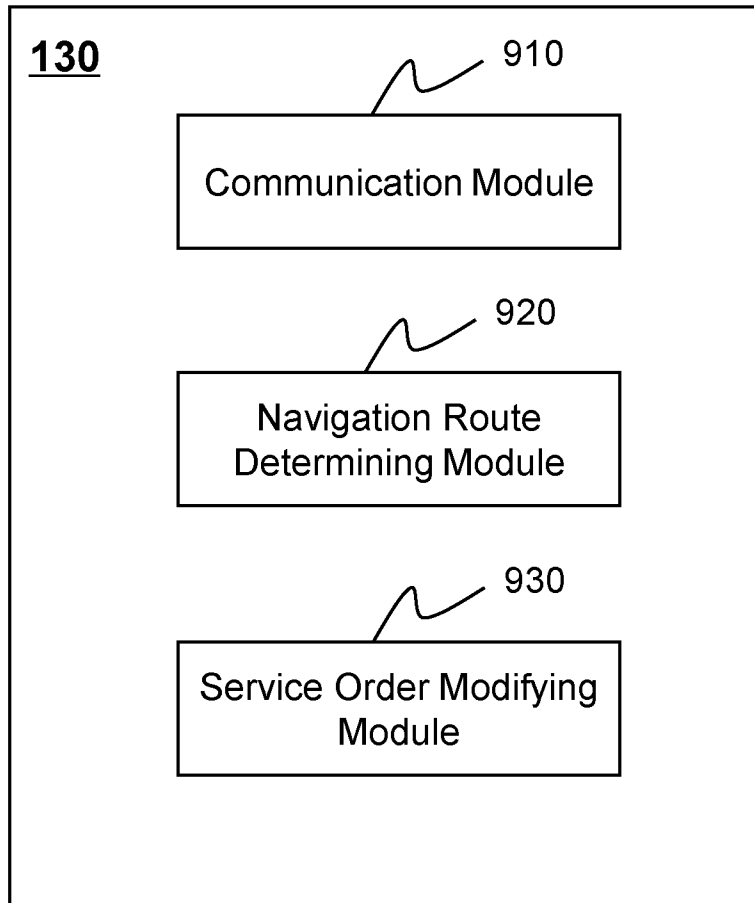 130
910
Communication Module
920
Navigation Route
Determining Module
930
Service Order Modifying
Module